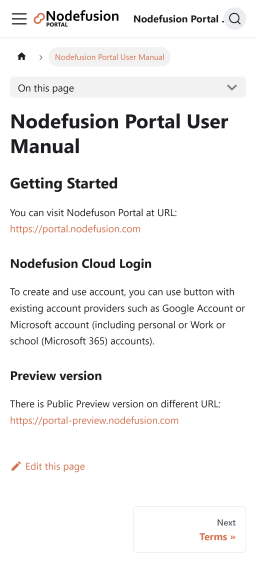 Nodefusion
PORTAL
Nodefusion Portal .
Nodefusion Portal User Manual
On this page
Nodefusion Portal User
Manual
Getting Started
You can visit Nodefuson Portal at URL:
https://portal.nodefusion.com
Nodefusion Cloud Login
To create and use account, you can use button with
existing account providers such as Google Account or
Microsoft account (including personal or Work or
school (Microsoft 365) accounts).
Preview version
There is Public Preview version on different URL:
https://portal-preview.nodefusion.com
Edit this page
Next
Terms »